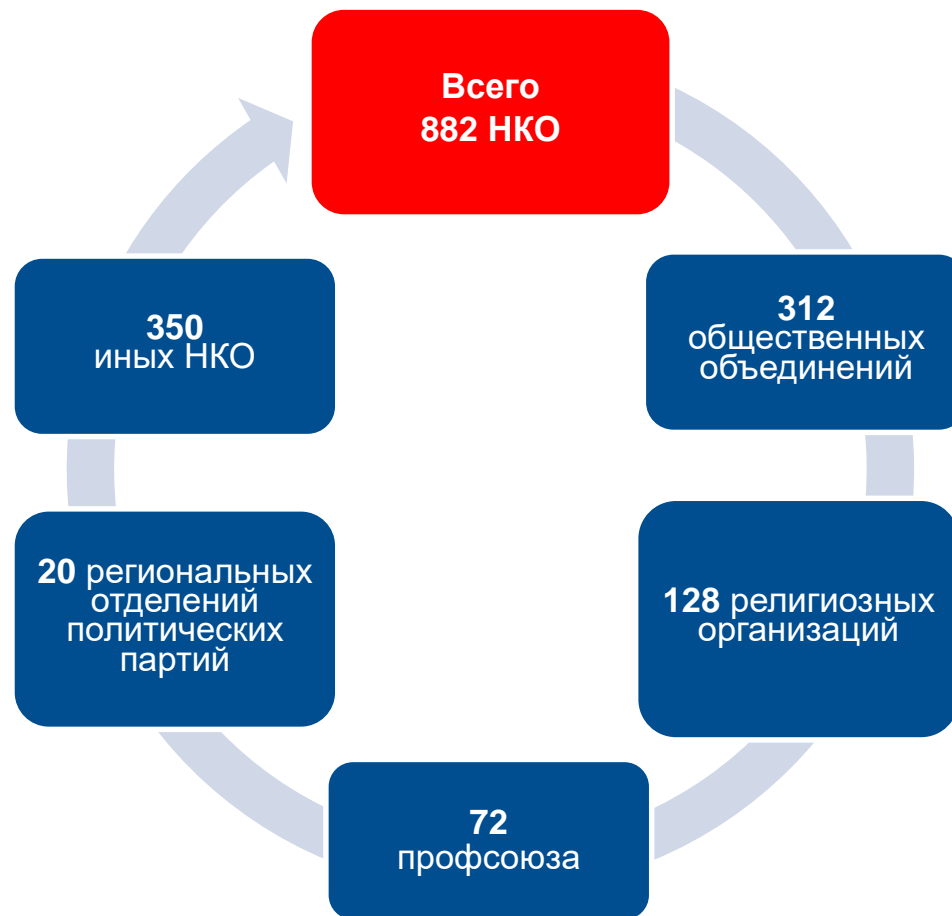 Всего
882 НКО
312
общественных
объединений
128 религиозных
организаций
72
профсоюза
20 региональных
отделений
политических
партий
350
иных НКО